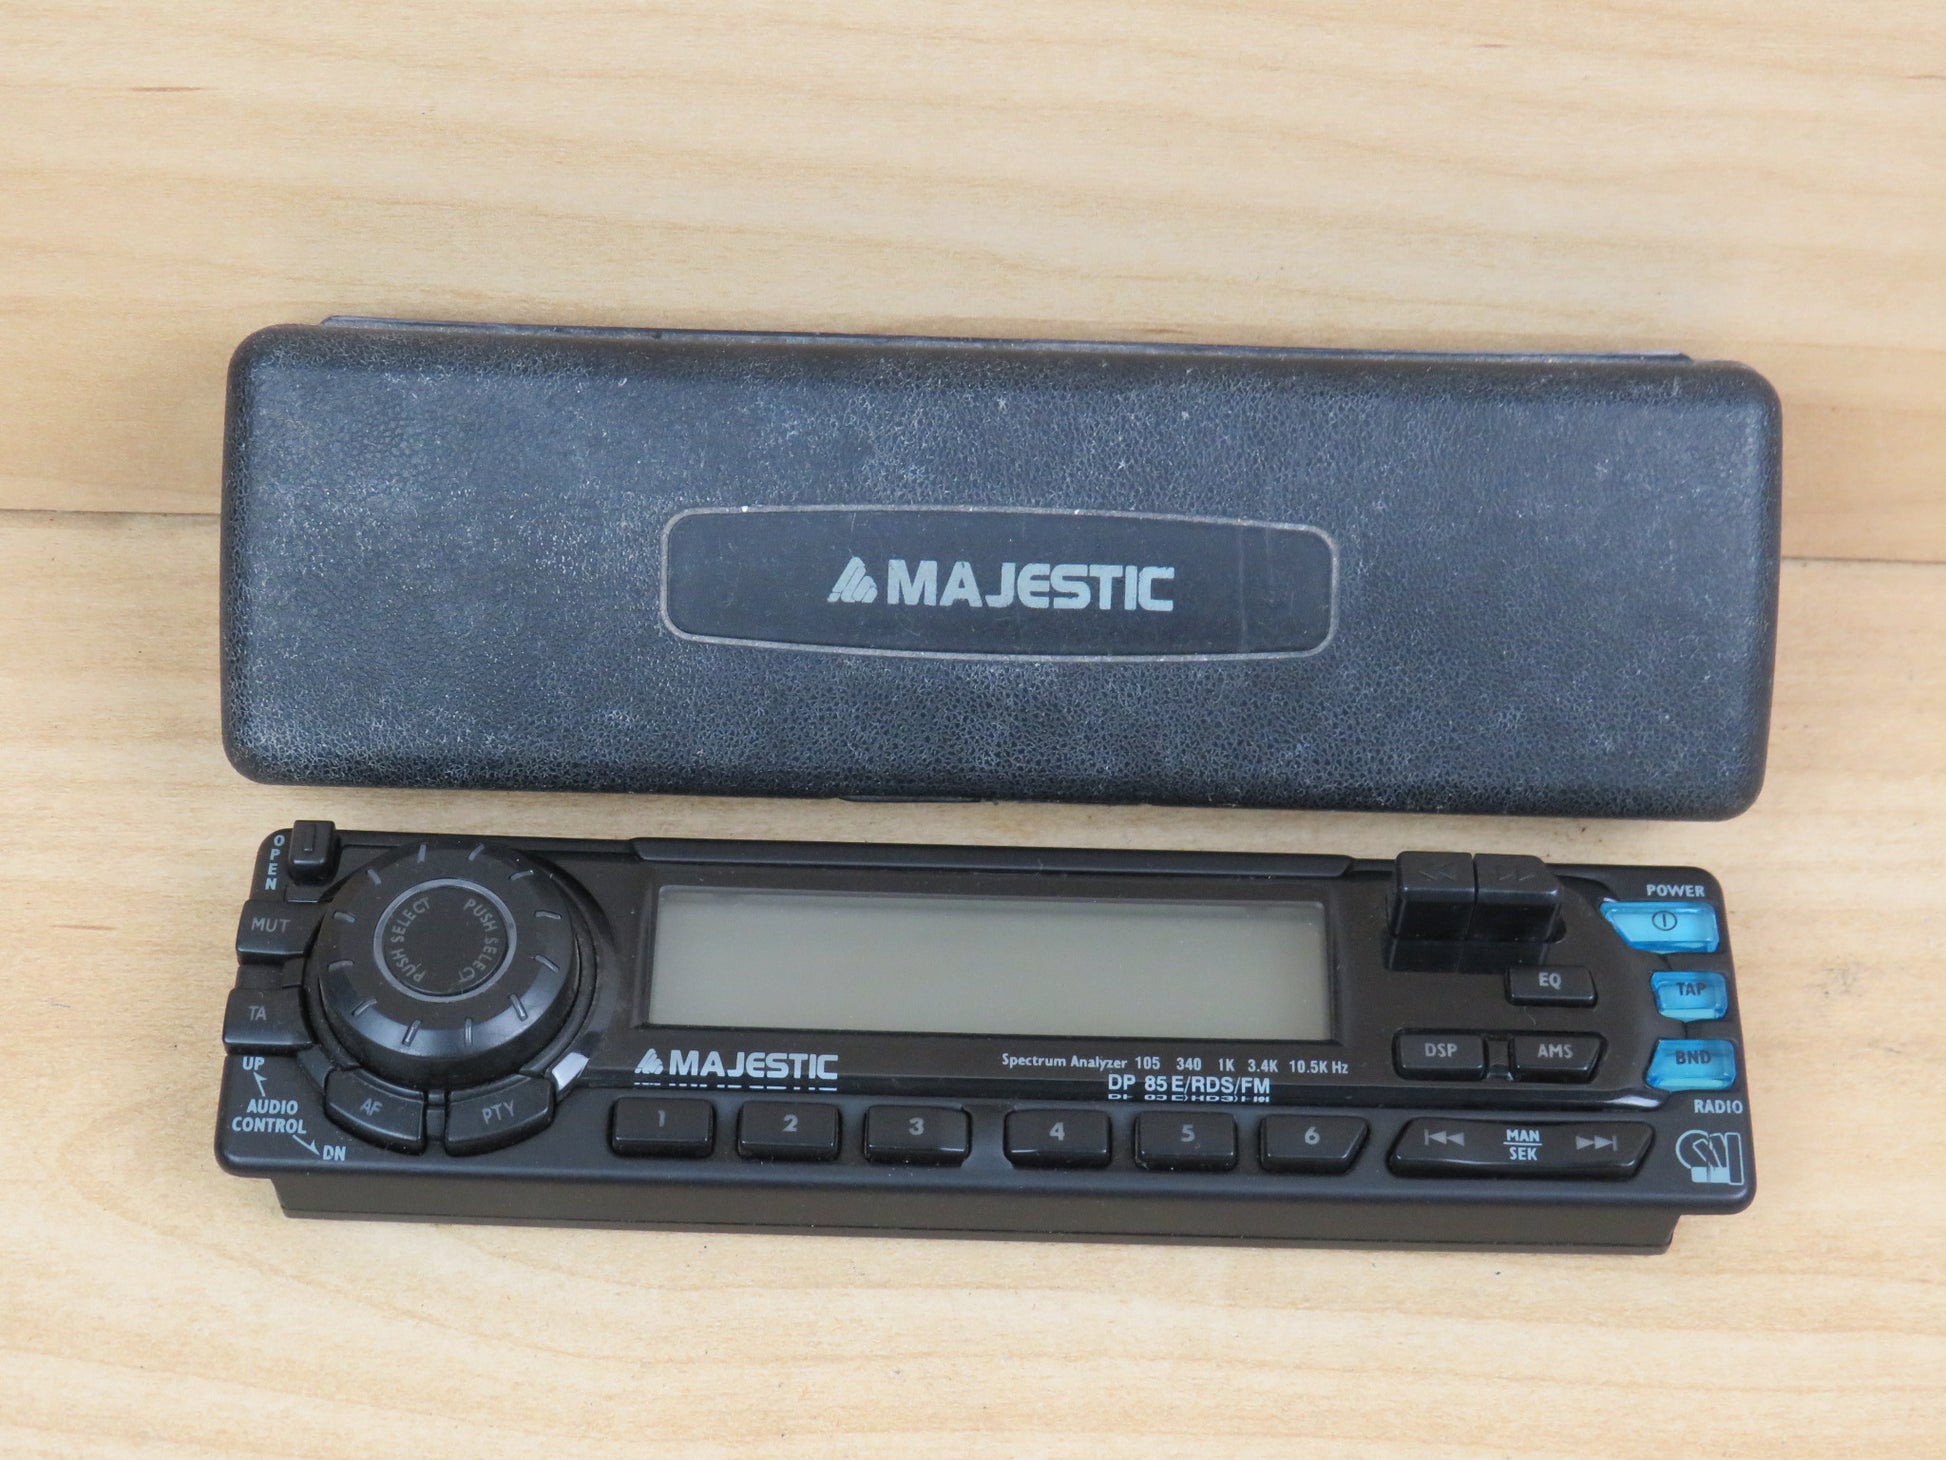 MAJESTIC
OPEN
MUT
TA
UP
AUDIO
CONTROL
DN
PUSH SELECT
PUSH SELECT
AF
PTY
MAJESTIC
Spectrum Analyzer 105 340 1K 3.4K 10.5K Hz
DP 85 E/RDS/FM
1
2
3
4
5
6
EQ
DSP
AMS
POWER
TAP
BND
RADIO
MAN
SEK